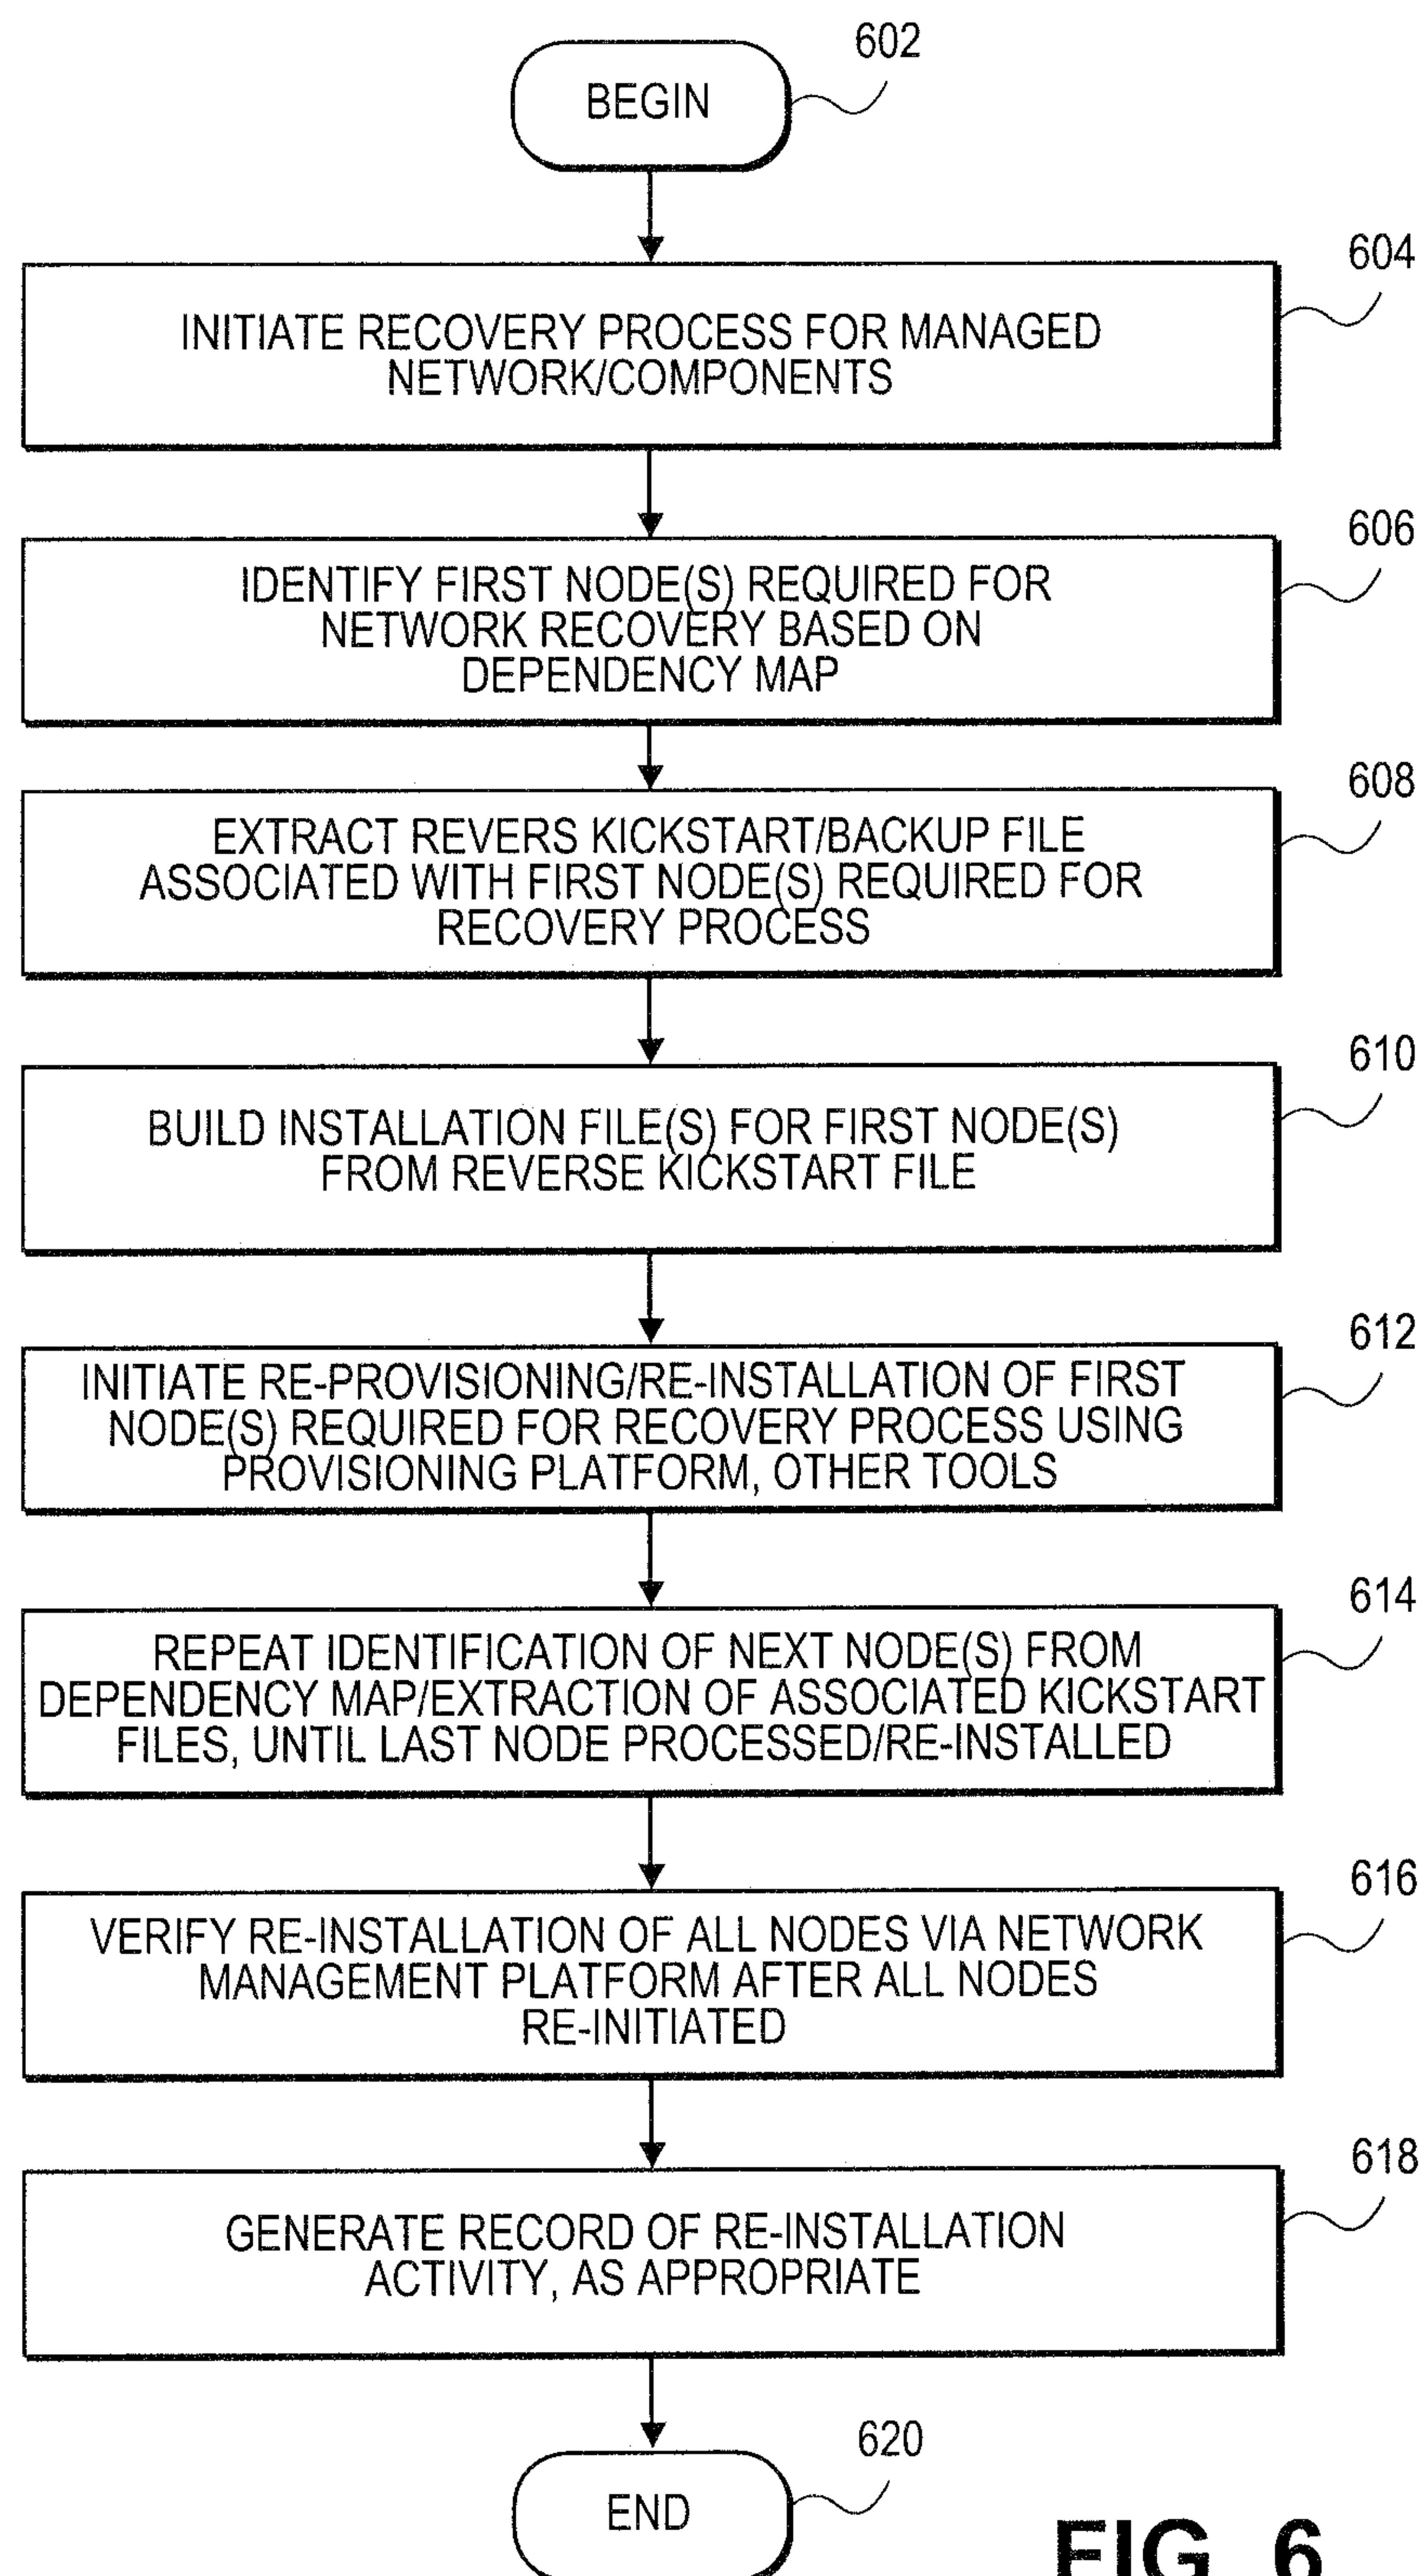 602
BEGIN
604
INITIATE RECOVERY PROCESS FOR MANAGED
NETWORK/COMPONENTS
606
IDENTIFY FIRST NODE(S) REQUIRED FOR
NETWORK RECOVERY BASED ON
DEPENDENCY MAP
608
EXTRACT REVERS KICKSTART/BACKUP FILE
ASSOCIATED WITH FIRST NODE(S) REQUIRED FOR
RECOVERY PROCESS
610
BUILD INSTALLATION FILE(S) FOR FIRST NODE(S)
FROM REVERSE KICKSTART FILE
612
INITIATE RE-PROVISIONING/RE-INSTALLATION OF FIRST
NODE(S) REQUIRED FOR RECOVERY PROCESS USING
PROVISIONING PLATFORM, OTHER TOOLS
614
REPEAT IDENTIFICATION OF NEXT NODE(S) FROM
DEPENDENCY MAP/EXTRACTION OF ASSOCIATED KICKSTART
FILES, UNTIL LAST NODE PROCESSED/RE-INSTALLED
616
VERIFY RE-INSTALLATION OF ALL NODES VIA NETWORK
MANAGEMENT PLATFORM AFTER ALL NODES
RE-INITIATED
618
GENERATE RECORD OF RE-INSTALLATION
ACTIVITY, AS APPROPRIATE
620
END
FIG. 6